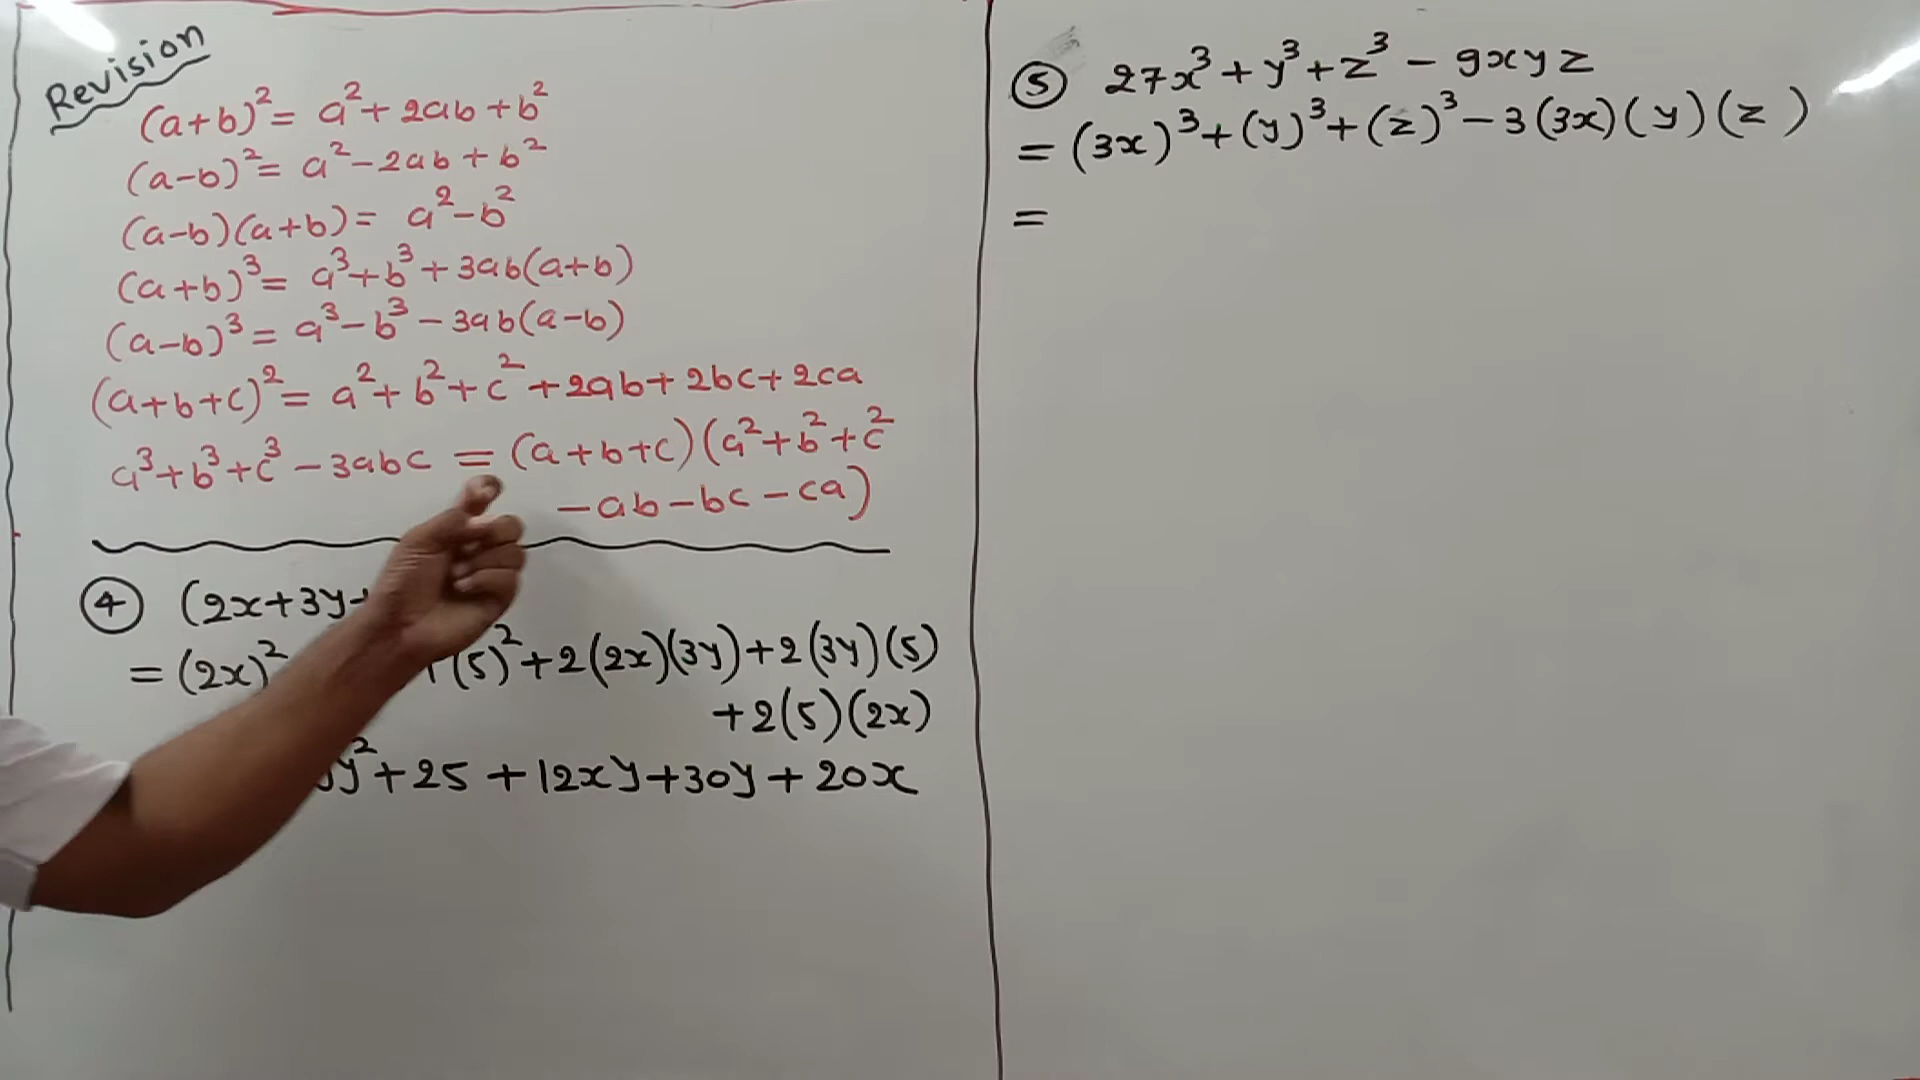 Revision
(a+b)² = a² + 2ab + b²
(a-b)² = a² - 2ab + b²
(a-b)(a+b) = a² - b²
(a+b)³ = a³ + b³ + 3ab(a+b)
(a-b)³ = a³ - b³ - 3ab(a-b)
(a+b+c)² = a² + b² + c² + 2ab + 2bc + 2ca
a³ + b³ + c³ - 3abc = (a+b+c)(a² + b² + c²
- ab - bc - ca)
④ (2x+3y+
= (2x)² (5)² + 2(2x)(3y) + 2(3y)(5)
+ 2(5)(2x)
y² + 25 + 12xy + 30y + 20x
⑤ 27x³ + y³ + z³ - 9xyz
= (3x)³ + (y)³ + (z)³ - 3(3x)(y)(z)
=